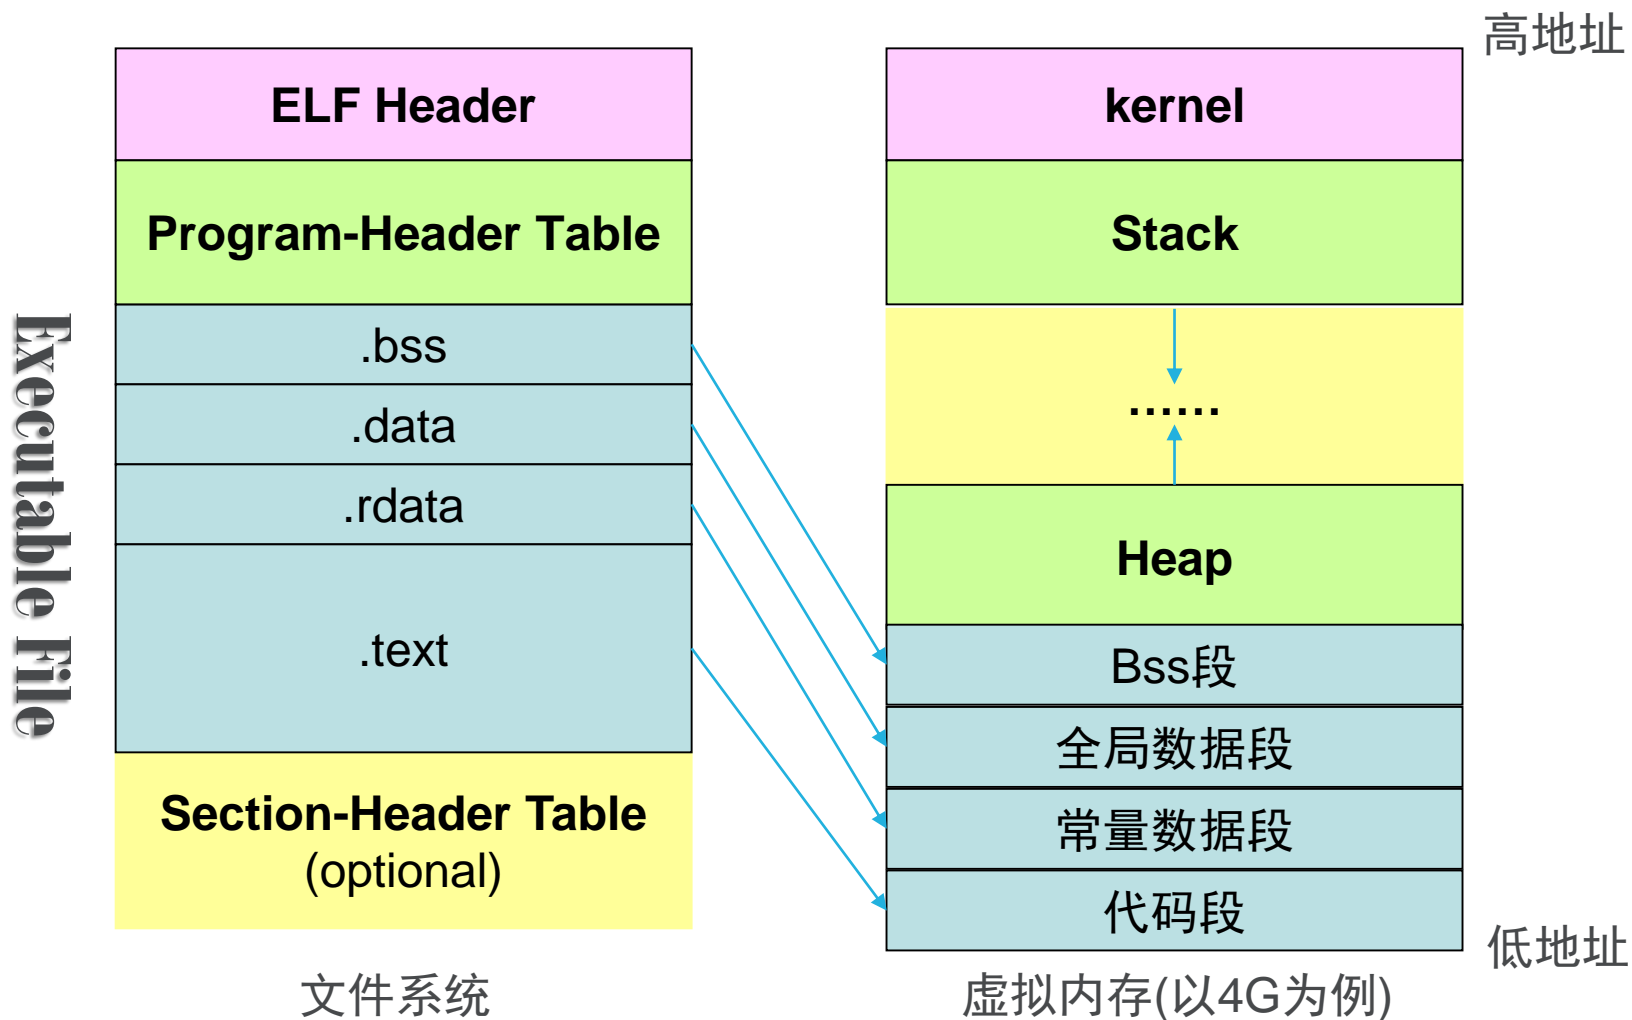 高地址
ELF Header
Program-Header Table
.bss
.data
.rdata
.text
Section-Header Table
(optional)
Executable File
文件系统
kernel
Stack
......
Heap
Bss段
全局数据段
常量数据段
代码段
低地址
虚拟内存(以4G为例)